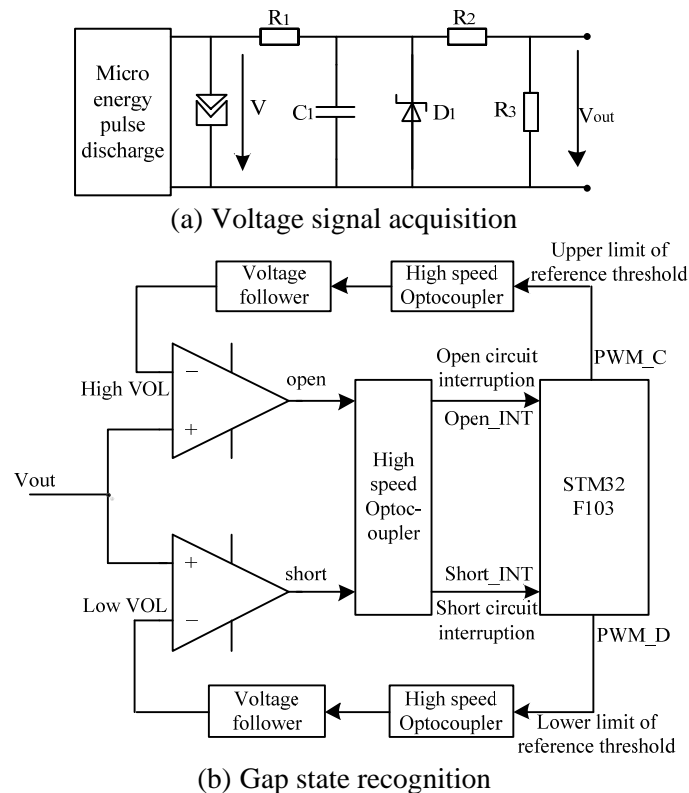 R1
R2
Micro
energy
pulse
discharge
V
C1
D1
R3
Vout
(a) Voltage signal acquisition
Upper limit of
reference threshold
Voltage
follower
High speed
Optocoupler
PWM_C
High VOL
−
+
open
Open circuit
interruption
Open_INT
High
speed
Optoc-
oupler
STM32
F103
Vout
+
−
Low VOL
short
Short_INT
Short circuit
interruption
PWM_D
Voltage
follower
High speed
Optocoupler
Lower limit of
reference threshold
(b) Gap state recognition